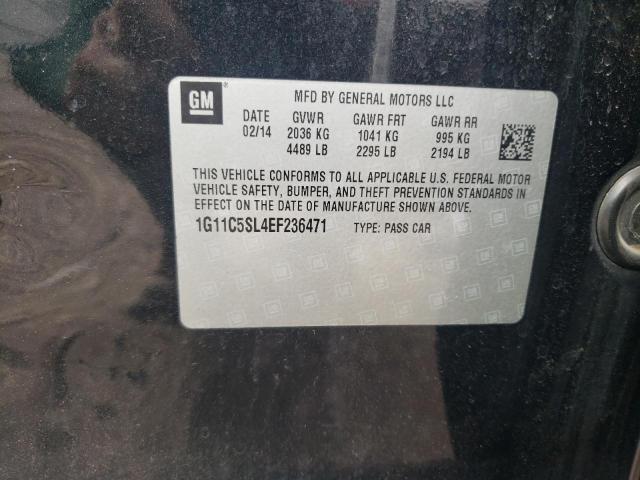 GM
MFD BY GENERAL MOTORS LLC
DATE GVWR GAWR FRT GAWR RR
02/14 2036 KG 1041 KG 995 KG
4489 LB 2295 LB 2194 LB
THIS VEHICLE CONFORMS TO ALL APPLICABLE U.S. FEDERAL MOTOR
VEHICLE SAFETY, BUMPER, AND THEFT PREVENTION STANDARDS IN
EFFECT ON THE DATE OF MANUFACTURE SHOWN ABOVE.
1G11C5SL4EF236471 TYPE: PASS CAR